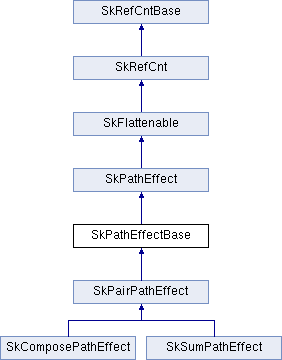 SkRefCntBase
SkRefCnt
SkFlattenable
SkPathEffect
SkPathEffectBase
SkPairPathEffect
SkComposePathEffect
SkSumPathEffect